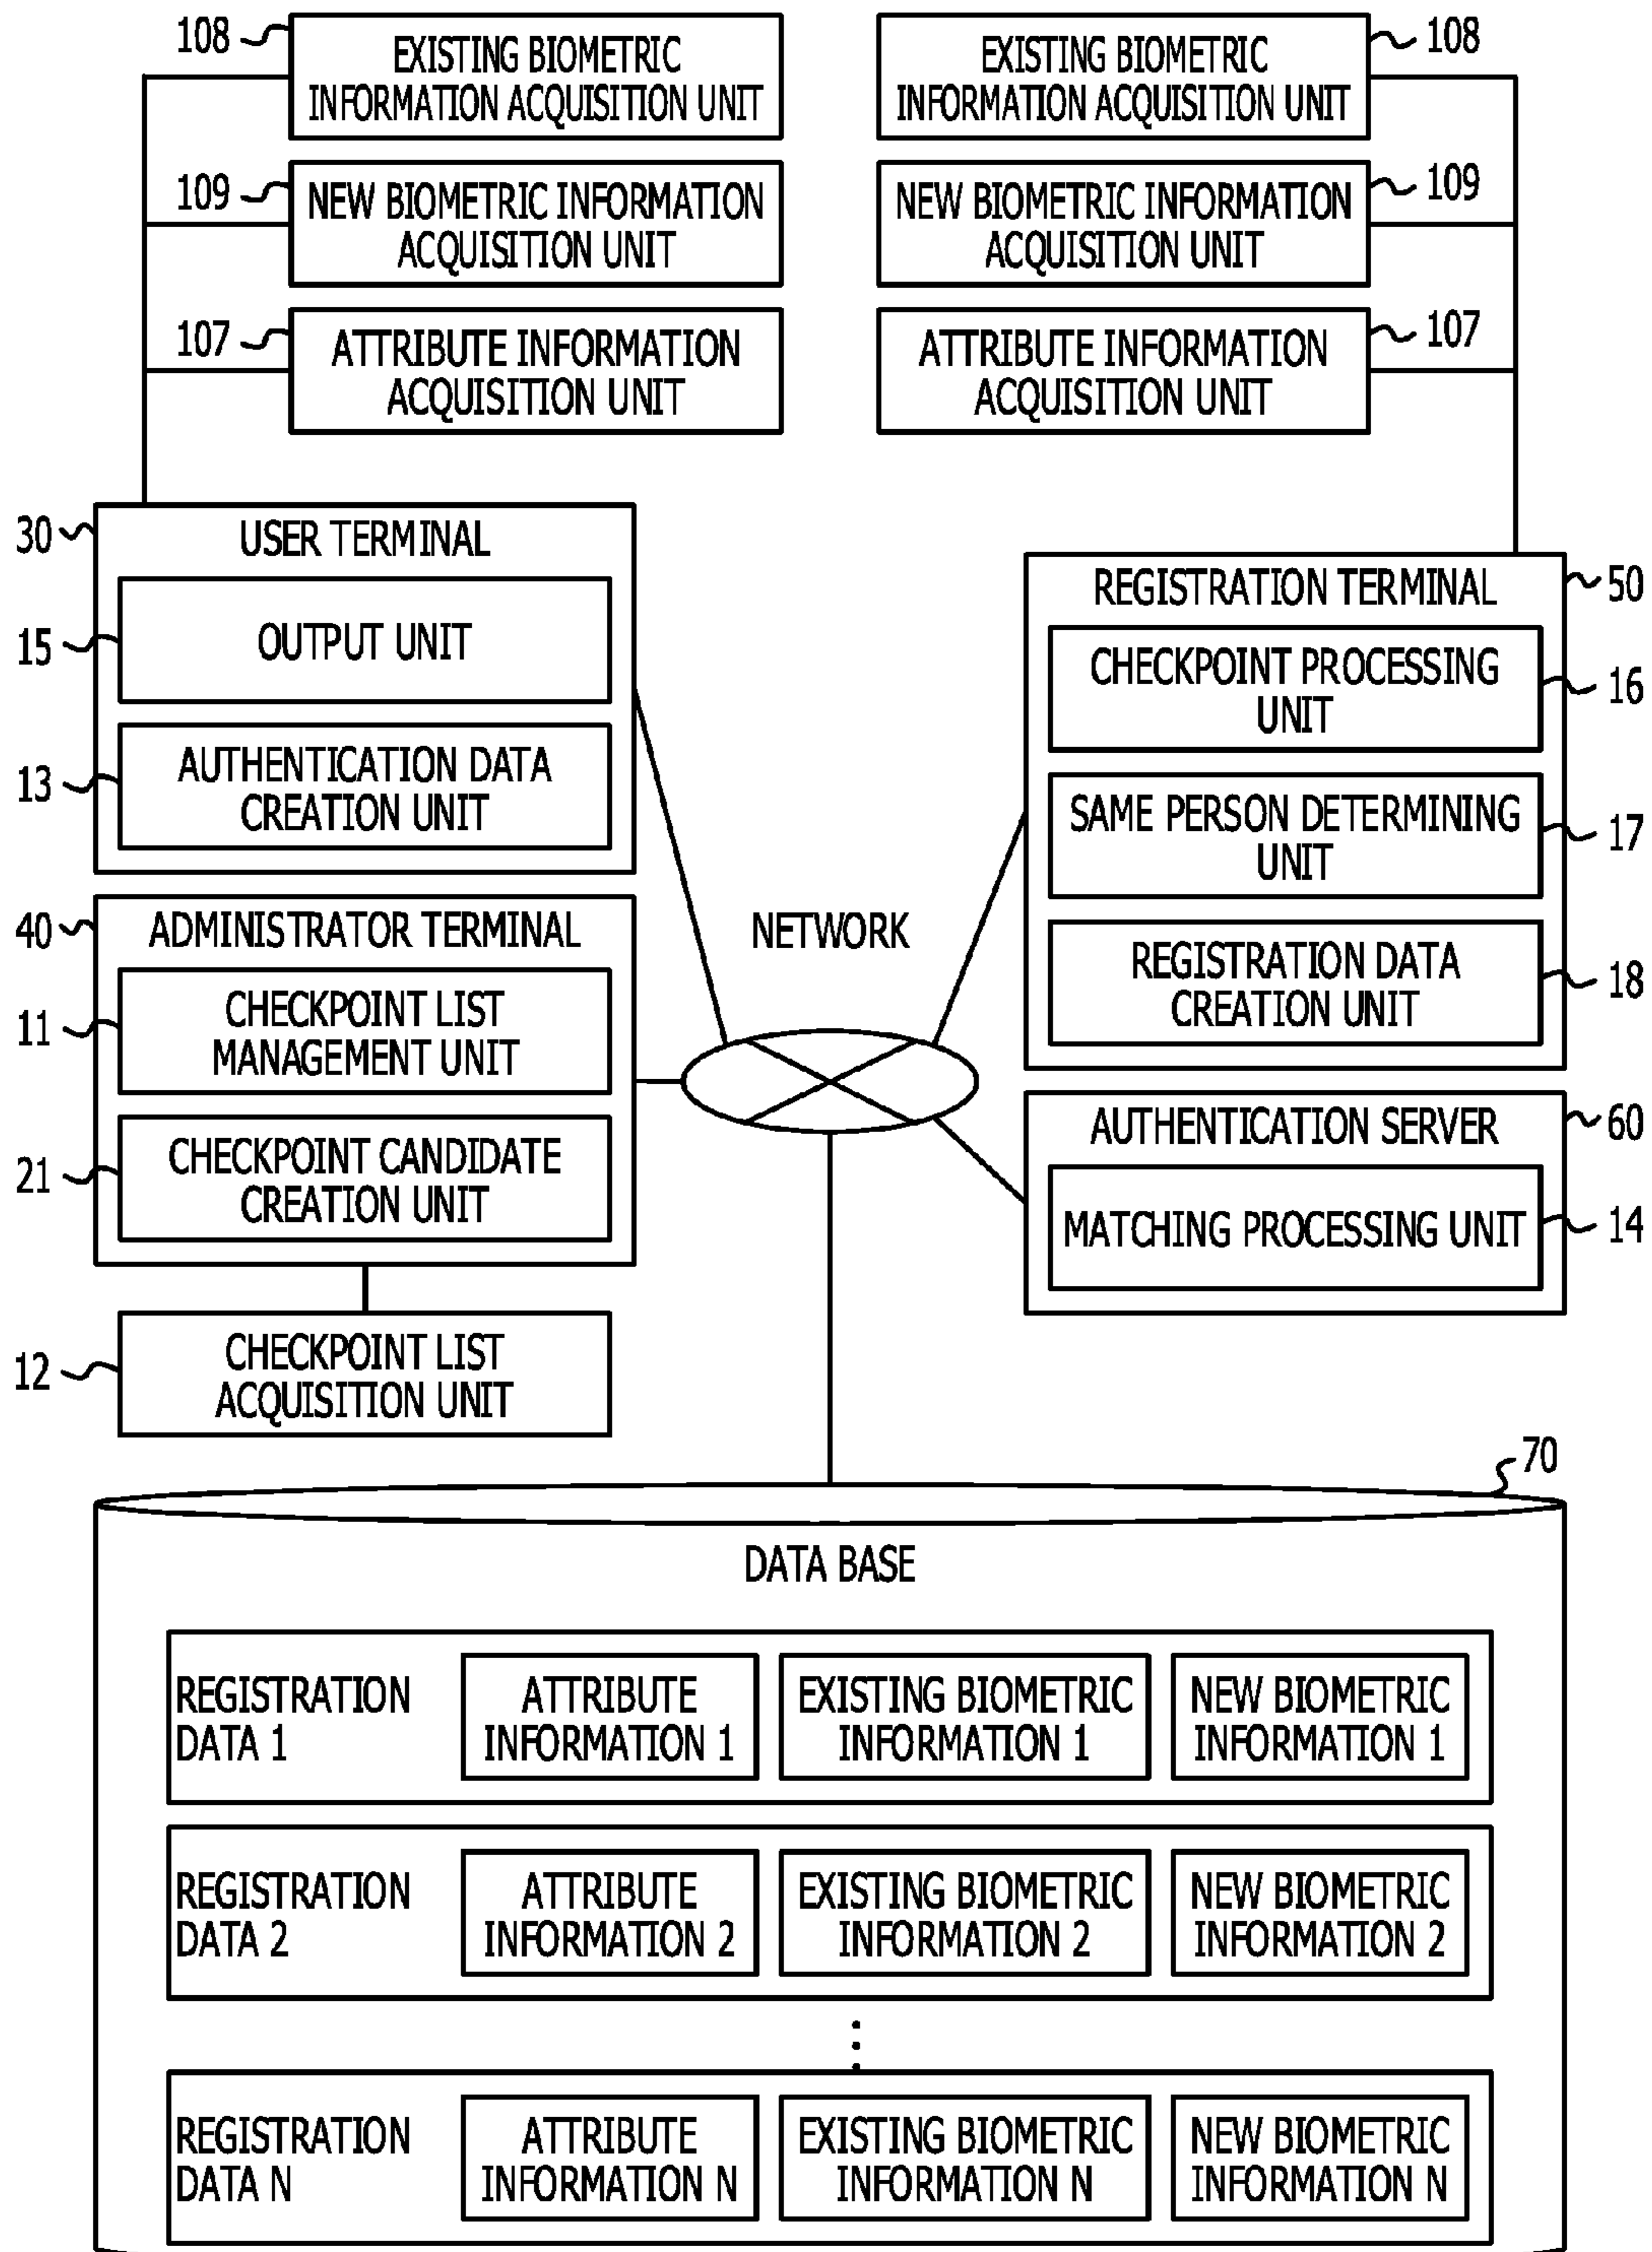 108
EXISTING BIOMETRIC
INFORMATION ACQUISITION UNIT
109
NEW BIOMETRIC INFORMATION
ACQUISITION UNIT
107
ATTRIBUTE INFORMATION
ACQUISITION UNIT
EXISTING BIOMETRIC
INFORMATION ACQUISITION UNIT
108
NEW BIOMETRIC INFORMATION
ACQUISITION UNIT
109
ATTRIBUTE INFORMATION
ACQUISITION UNIT
107
30
USER TERMINAL
15
OUTPUT UNIT
13
AUTHENTICATION DATA
CREATION UNIT
40
ADMINISTRATOR TERMINAL
11
CHECKPOINT LIST
MANAGEMENT UNIT
21
CHECKPOINT CANDIDATE
CREATION UNIT
12
CHECKPOINT LIST
ACQUISITION UNIT
NETWORK
REGISTRATION TERMINAL
50
CHECKPOINT PROCESSING
UNIT
16
SAME PERSON DETERMINING
UNIT
17
REGISTRATION DATA
CREATION UNIT
18
AUTHENTICATION SERVER
60
MATCHING PROCESSING UNIT
14
70
DATA BASE
REGISTRATION
DATA 1
ATTRIBUTE
INFORMATION 1
EXISTING BIOMETRIC
INFORMATION 1
NEW BIOMETRIC
INFORMATION 1
REGISTRATION
DATA 2
ATTRIBUTE
INFORMATION 2
EXISTING BIOMETRIC
INFORMATION 2
NEW BIOMETRIC
INFORMATION 2
REGISTRATION
DATA N
ATTRIBUTE
INFORMATION N
EXISTING BIOMETRIC
INFORMATION N
NEW BIOMETRIC
INFORMATION N